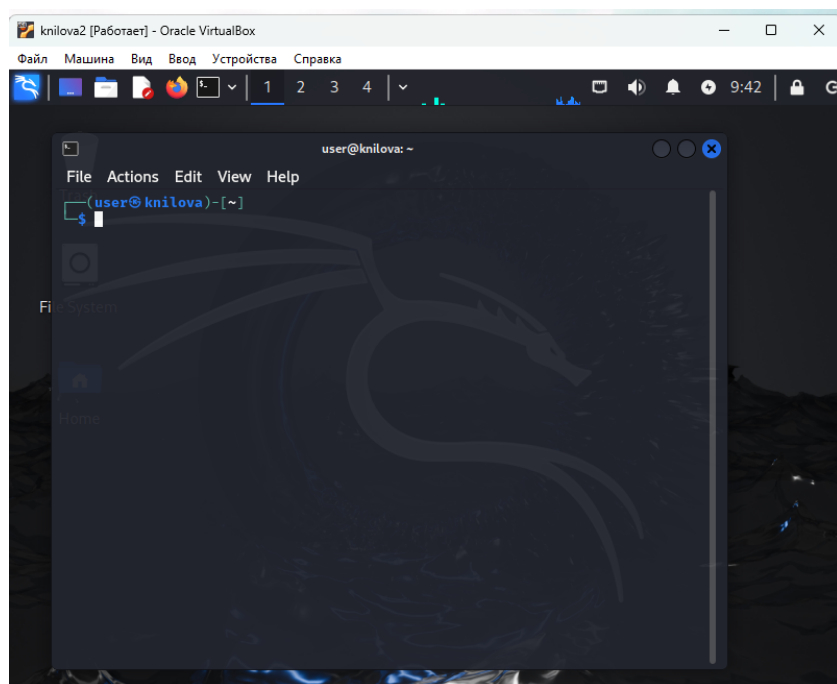 knilova2 [Работает] - Oracle VirtualBox
Файл Машина Вид Ввод Устройства Справка
1 2 3 4 9:42
user@knilova: ~
File Actions Edit View Help
Trash
(user㉿knilova)-[~]
$
File System
Home